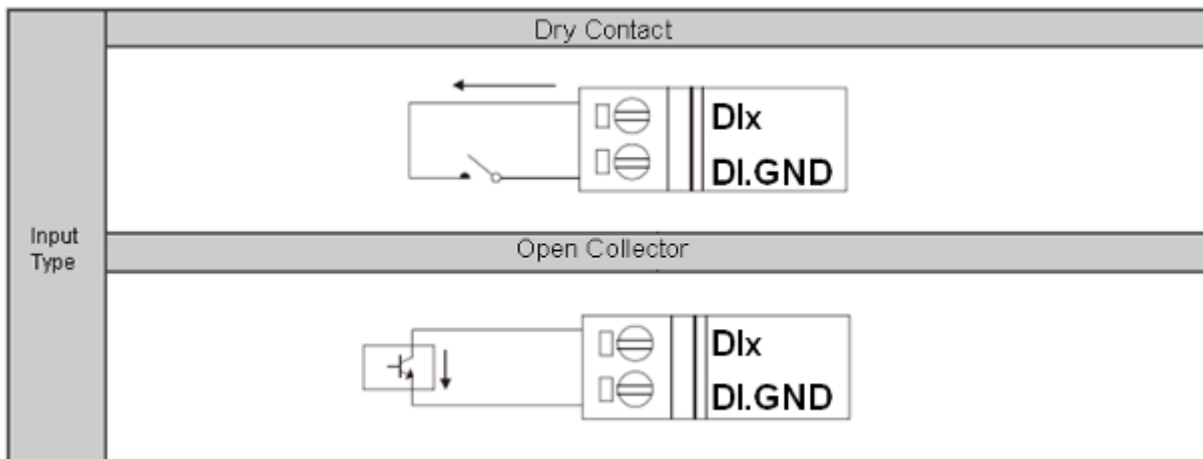 Dry Contact
DIx
DI.GND
Input
Type
Open Collector
DIx
DI.GND